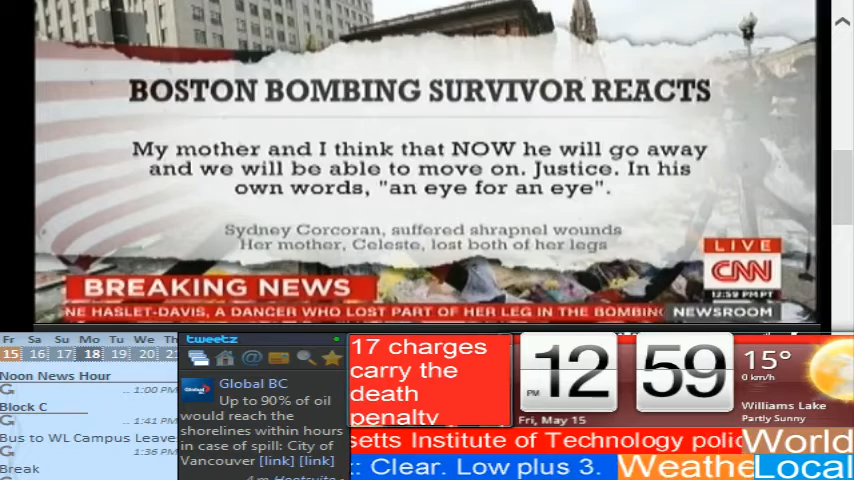 BOSTON BOMBING SURVIVOR REACTS
My mother and I think that NOW he will go away
and we will be able to move on. Justice. In his
own words, "an eye for an eye".
Sydney Corcoran, suffered shrapnel wounds
Her mother, Celeste, lost both of her legs
LIVE
CNN
12:59 PM PT
BREAKING NEWS
NE HASLET-DAVIS, A DANCER WHO LOST PART OF HER LEG IN THE BOMBING
NEWSROOM
Fr Sa Su Mo Tu We Th
15 16 17 18 19 20 21
Noon News Hour
.. 1:00 PM
Block C
.. 1:41 PM
Bus to WL Campus Leave
1:36 PM
Break
tweetz
Global BC
Up to 90% of oil
would reach the
shorelines within hours
in case of spill: City of
Vancouver [link] [link]
4m Hootsuite
17 charges
carry the
death
penalty
PM 12 59
Fri, May 15
15°
0 km/h
Williams Lake
Partly Sunny
setts Institute of Technology polic
World
: Clear. Low plus 3.
Weathe
Local